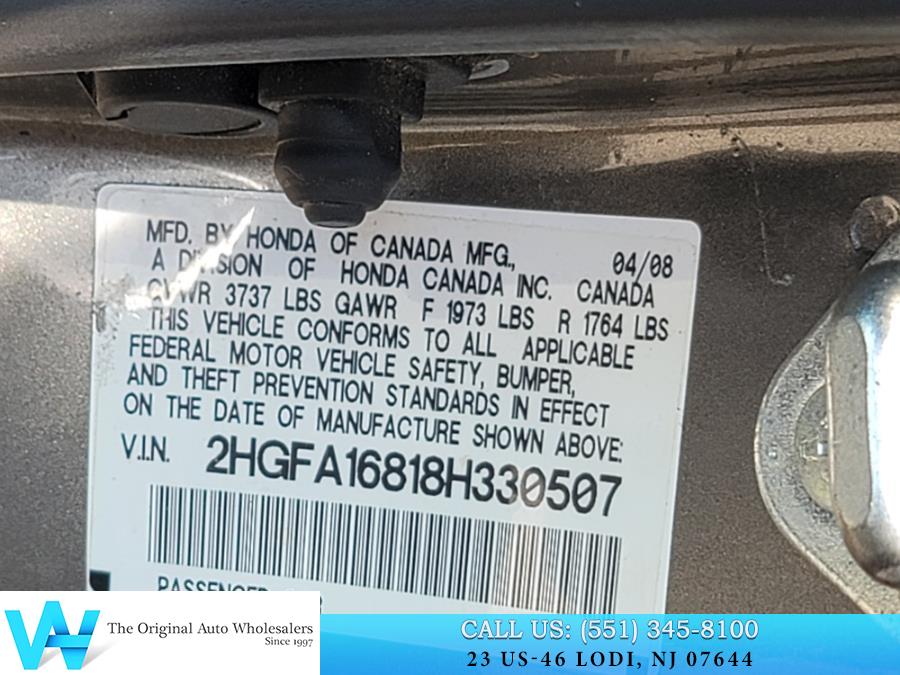 MFD. BY HONDA OF CANADA MFG., 04/08
A DIVISION OF HONDA CANADA INC. CANADA
GVWR 3737 LBS GAWR F 1973 LBS R 1764 LBS
THIS VEHICLE CONFORMS TO ALL APPLICABLE
FEDERAL MOTOR VEHICLE SAFETY, BUMPER,
AND THEFT PREVENTION STANDARDS IN EFFECT
ON THE DATE OF MANUFACTURE SHOWN ABOVE:
V.I.N. 2HGFA16818H330507
PASSENGER
The Original Auto Wholesalers
Since 1997
CALL US: (551) 345-8100
23 US-46 LODI, NJ 07644